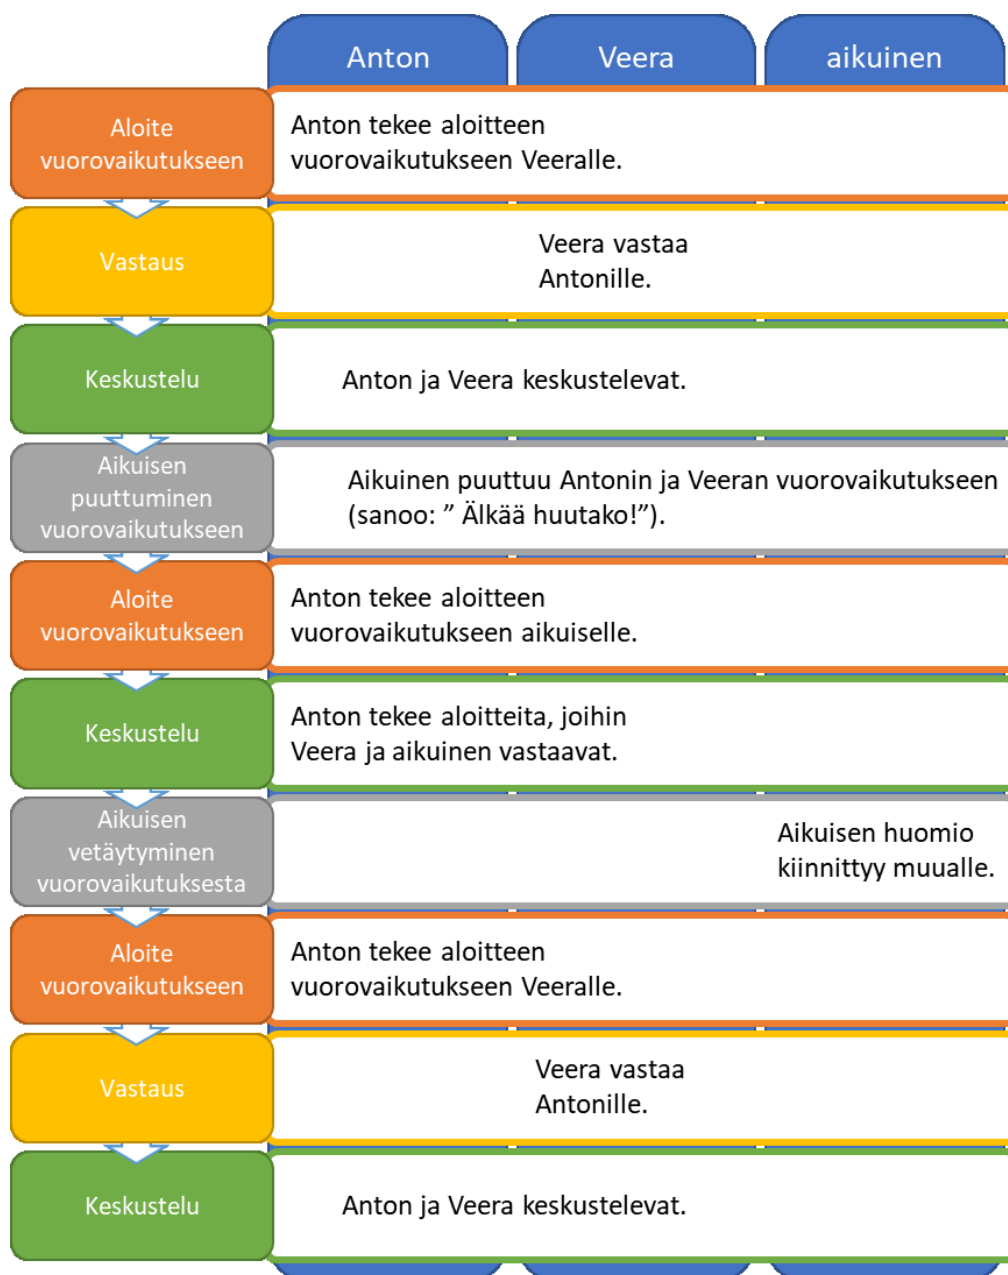 Anton Veera aikuinen
Aloite
vuorovaikutukseen
Anton tekee aloitteen
vuorovaikutukseen Veeralle.
Vastaus
Veera vastaa
Antonille.
Keskustelu
Anton ja Veera keskustelevat.
Aikuisen
puuttuminen
vuorovaikutukseen
Aikuinen puuttuu Antonin ja Veeran vuorovaikutukseen
(sanoo: ” Älkää huutako!”).
Aloite
vuorovaikutukseen
Anton tekee aloitteen
vuorovaikutukseen aikuiselle.
Keskustelu
Anton tekee aloitteita, joihin
Veera ja aikuinen vastaavat.
Aikuisen
vetäytyminen
vuorovaikutuksesta
Aikuisen huomio
kiinnittyy muualle.
Aloite
vuorovaikutukseen
Anton tekee aloitteen
vuorovaikutukseen Veeralle.
Vastaus
Veera vastaa
Antonille.
Keskustelu
Anton ja Veera keskustelevat.